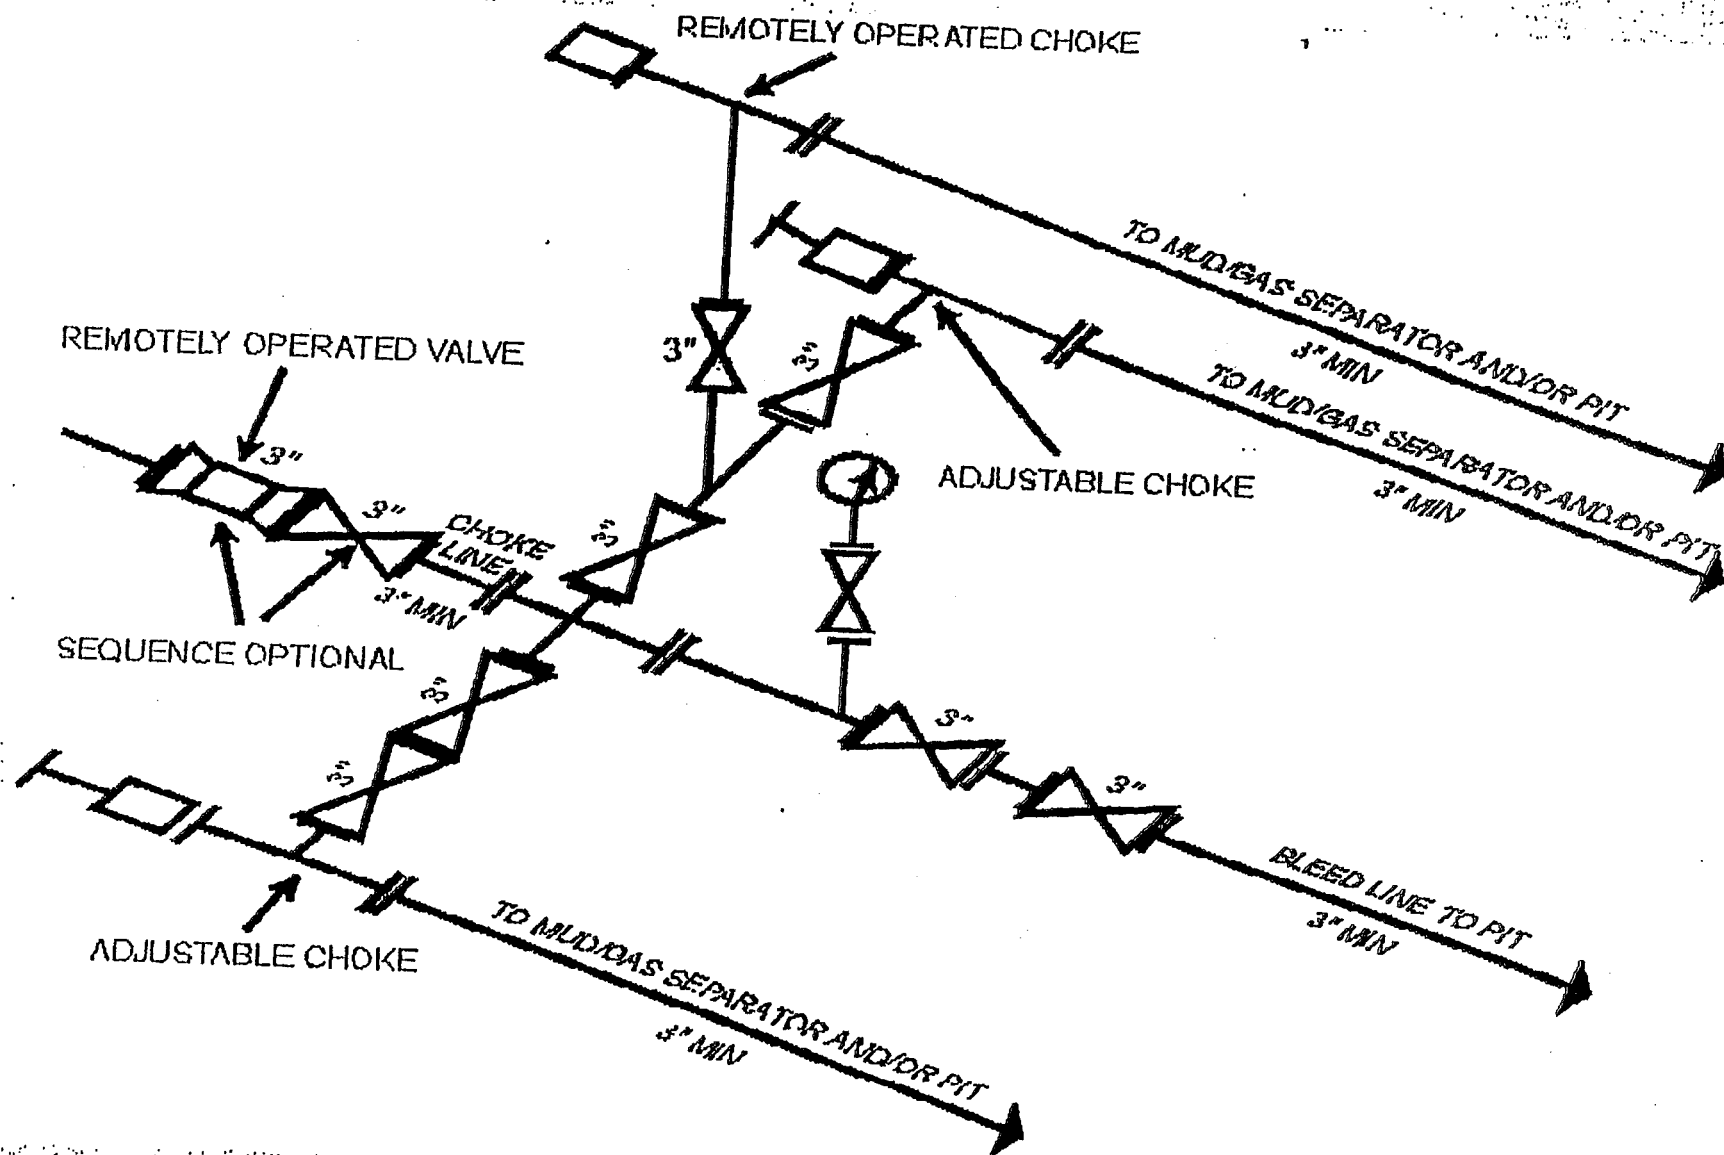 REMOTELY OPERATED CHOKE
TO MUD/GAS SEPARATOR AND/OR PIT
3" MIN
3"
3"
TO MUD/GAS SEPARATOR AND/OR PIT
3" MIN
REMOTELY OPERATED VALVE
ADJUSTABLE CHOKE
3"
3"
CHOKE
LINE
3" MIN
3"
SEQUENCE OPTIONAL
3"
3"
3"
3"
BLEED LINE TO PIT
3" MIN
ADJUSTABLE CHOKE
TO MUD/GAS SEPARATOR AND/OR PIT
3" MIN